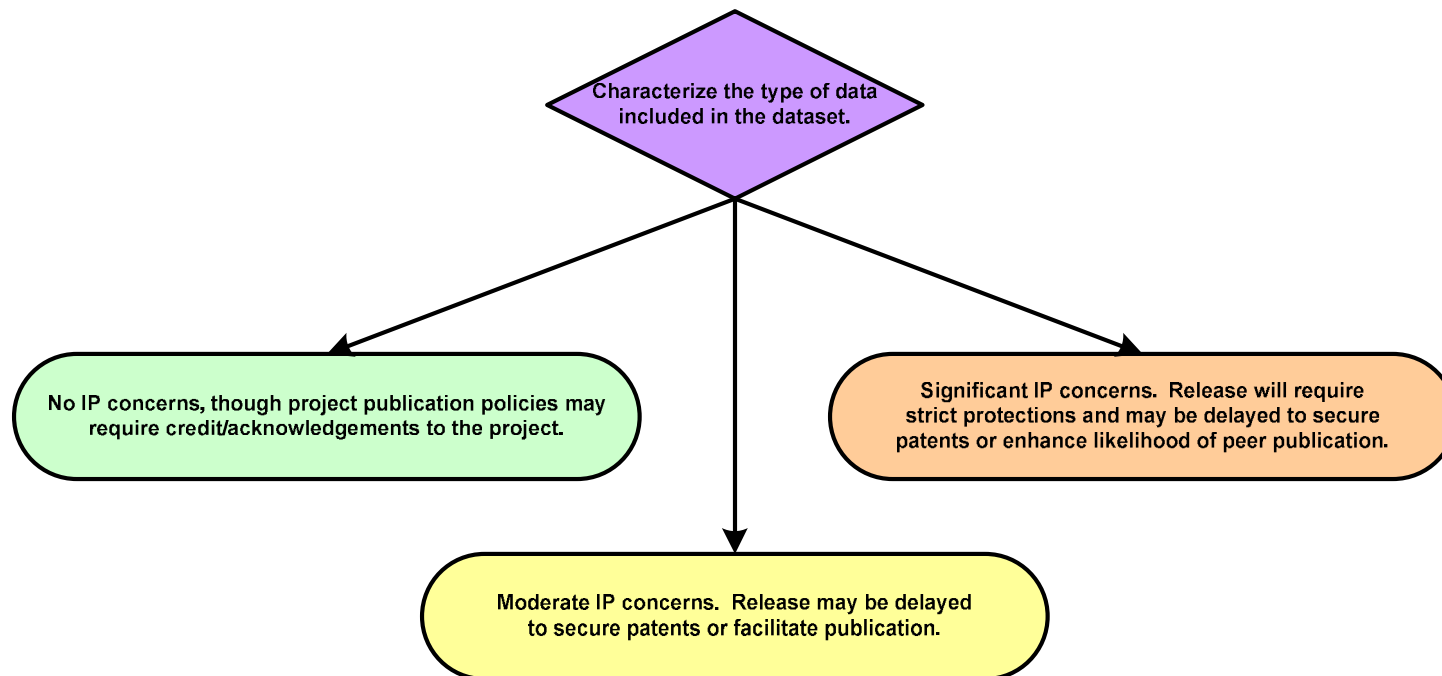 Characterize the type of data
included in the dataset.
No IP concerns, though project publication policies may
require credit/acknowledgements to the project.
Significant IP concerns.  Release will require
strict protections and may be delayed to secure
patents or enhance likelihood of peer publication.
Moderate IP concerns.  Release may be delayed
to secure patents or facilitate publication.